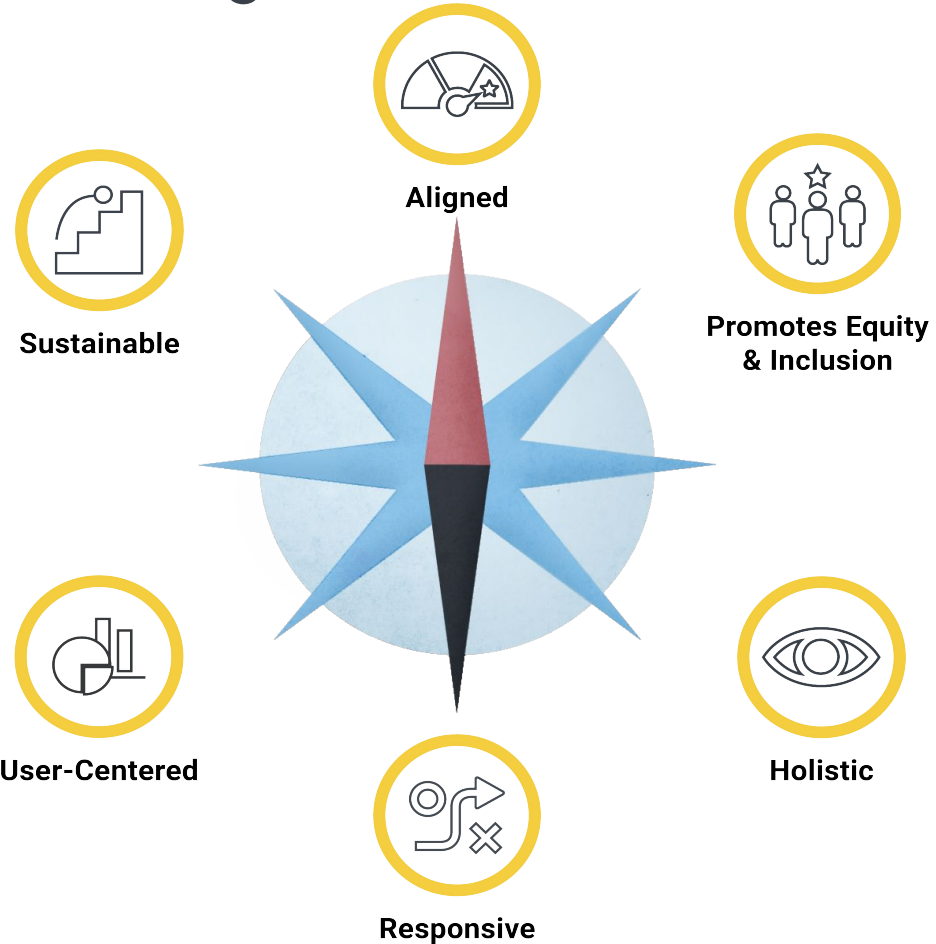 Aligned
Promotes Equity
& Inclusion
Sustainable
User-Centered
Holistic
Responsive